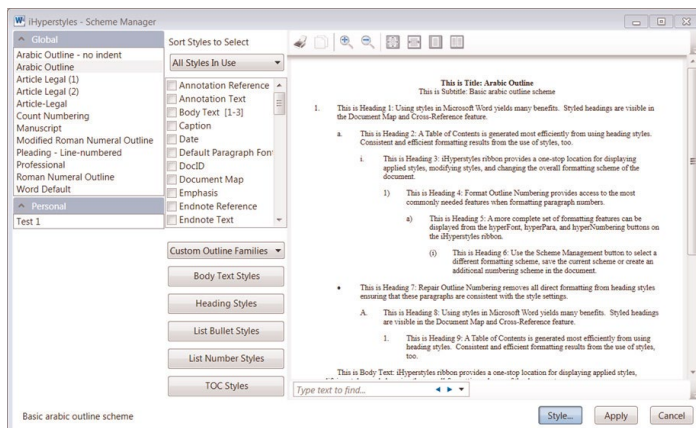 iHyperstyles - Scheme Manager
Global
Arabic Outline - no indent
Arabic Outline
Article Legal (1)
Article Legal (2)
Article-Legal
Count Numbering
Manuscript
Modified Roman Numeral Outline
Pleading - Line-numbered
Professional
Roman Numeral Outline
Word Default
Personal
Test 1
Sort Styles to Select
All Styles In Use
Annotation Reference
Annotation Text
Body Text [1-3]
Caption
Date
Default Paragraph Font
DocID
Document Map
Emphasis
Endnote Reference
Endnote Text
Custom Outline Families
Body Text Styles
Heading Styles
List Bullet Styles
List Number Styles
TOC Styles
This is Title: Arabic Outline
This is Subtitle: Basic arabic outline scheme
1. This is Heading 1: Using styles in Microsoft Word yields many benefits. Styled headings are visible in
the Document Map and Cross-Reference feature.
a. This is Heading 2: A Table of Contents is generated most efficiently from using heading styles.
Consistent and efficient formatting results from the use of styles, too.
i. This is Heading 3: iHyperstyles ribbon provides a one-stop location for displaying
applied styles, modifying styles, and changing the overall formatting scheme of the
document.
1) This is Heading 4: Format Outline Numbering provides access to the most
commonly needed features when formatting paragraph numbers.
a) This is Heading 5: A more complete set of formatting features can be
displayed from the hyperFont, hyperPara, and hyperNumbering buttons on
the iHyperstyles ribbon.
(i) This is Heading 6: Use the Scheme Management button to select a
different formatting scheme, save the current scheme or create an
additional numbering scheme in the document.
• This is Heading 7: Repair Outline Numbering removes all direct formatting from heading styles
ensuring that these paragraphs are consistent with the style settings.
A. This is Heading 8: Using styles in Microsoft Word yields many benefits. Styled headings
are visible in the Document Map and Cross-Reference feature.
1. This is Heading 9: A Table of Contents is generated most efficiently from using
heading styles. Consistent and efficient formatting results from the use of styles,
too.
This is Body Text: iHyperstyles ribbon provides a one-stop location for displaying applied styles,
Type text to find...
Basic arabic outline scheme
Style...
Apply
Cancel